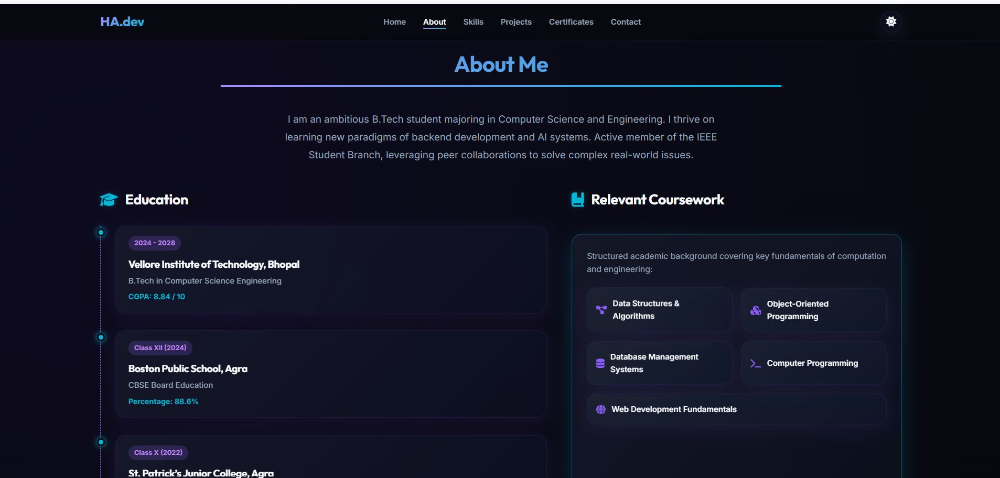 HA.dev
Home
About
Skills
Projects
Certificates
Contact
About Me
I am an ambitious B.Tech student majoring in Computer Science and Engineering. I thrive on
learning new paradigms of backend development and AI systems. Active member of the IEEE
Student Branch, leveraging peer collaborations to solve complex real-world issues.
Education
2024 - 2028
Vellore Institute of Technology, Bhopal
B.Tech in Computer Science Engineering
CGPA: 8.84 / 10
Class XII (2024)
Boston Public School, Agra
CBSE Board Education
Percentage: 88.6%
Class X (2022)
St. Patrick's Junior College, Agra
Relevant Coursework
Structured academic background covering key fundamentals of computation
and engineering:
Data Structures &
Algorithms
Object-Oriented
Programming
Database Management
Systems
Computer Programming
Web Development Fundamentals